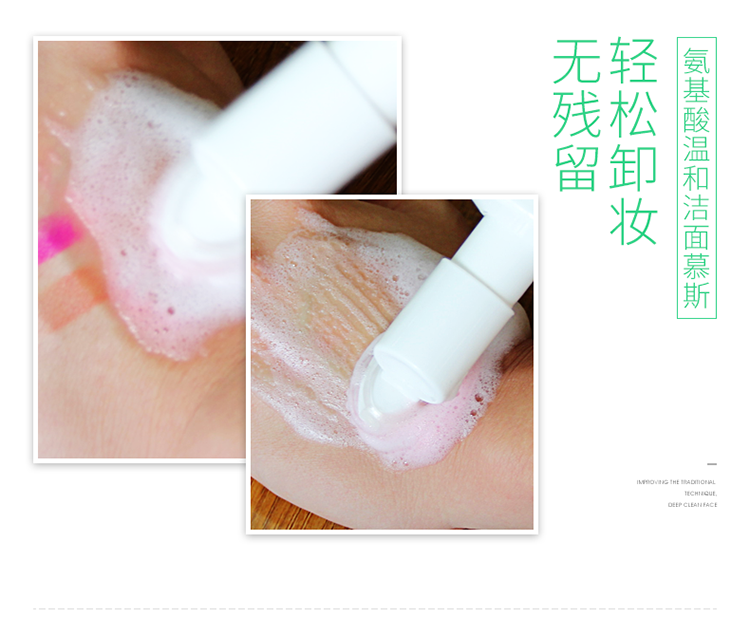 氨基酸温和洁面慕斯
轻松卸妆
无残留
IMPROVING THE TRADITIONAL
TECHNIQUE,
DEEP CLEAN FACE